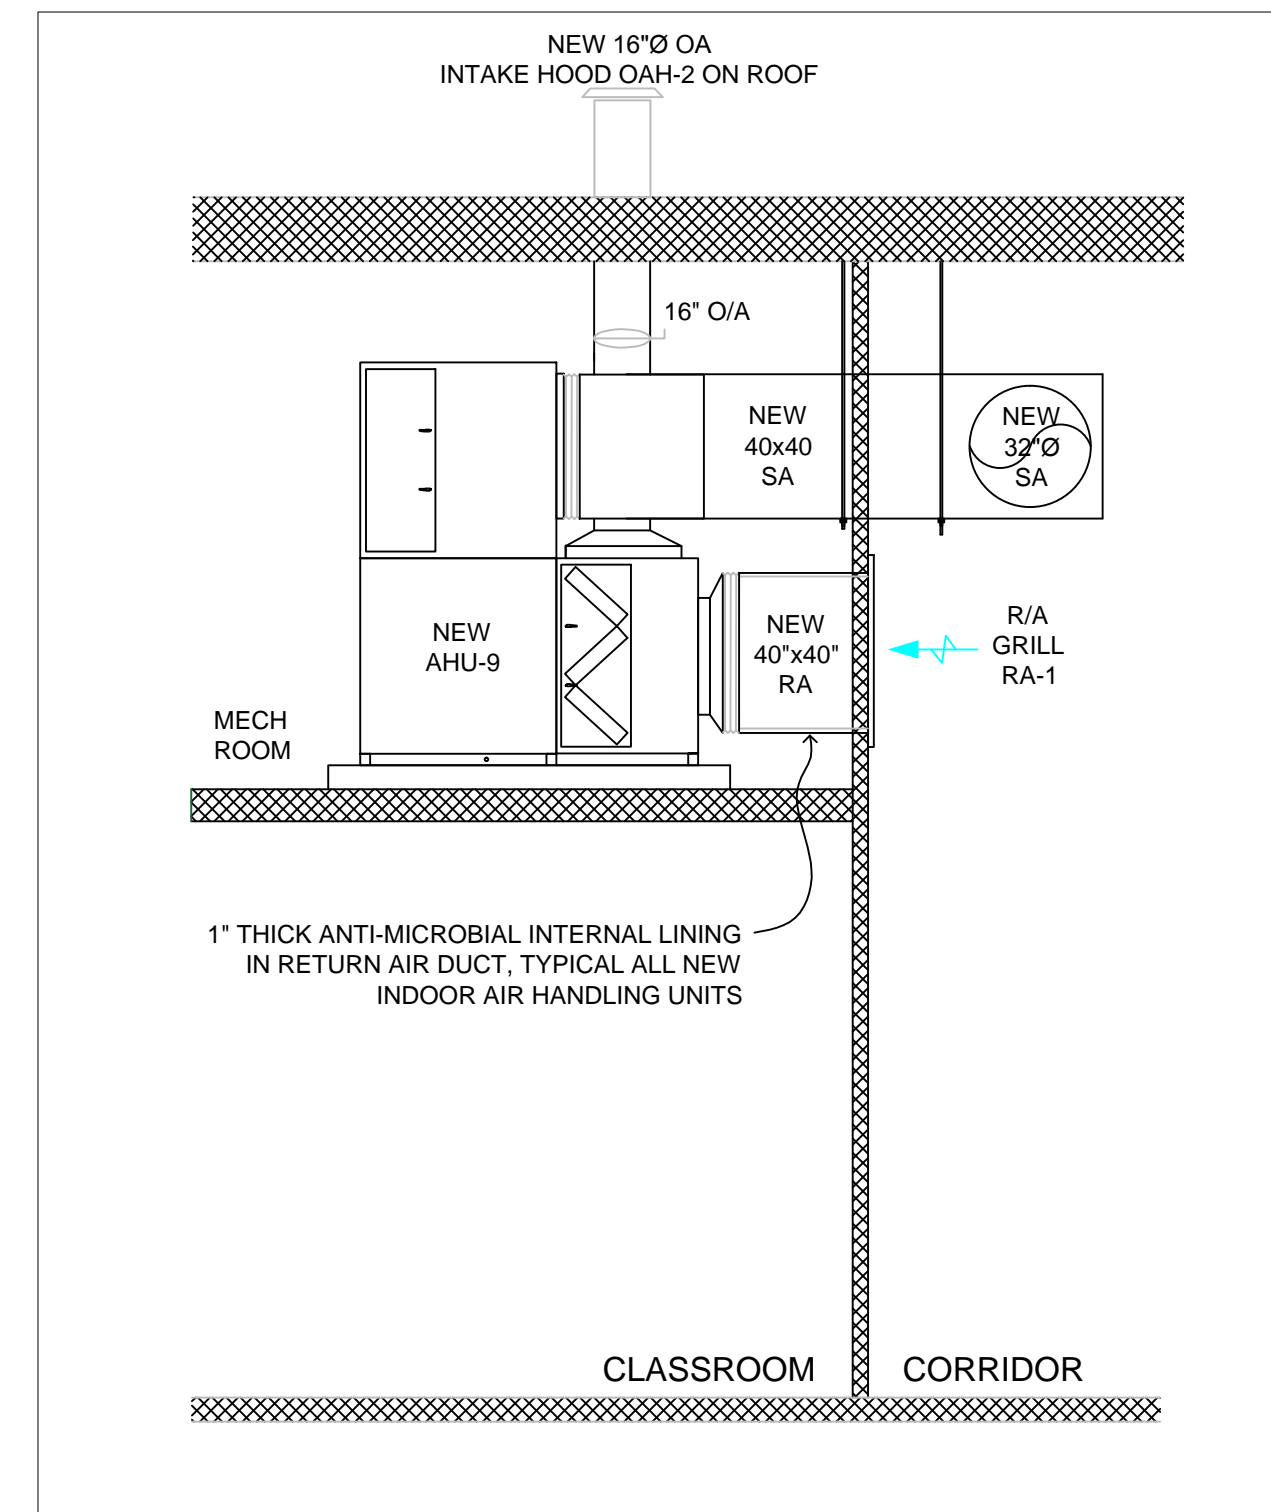 NEW 16"Ø OA
INTAKE HOOD OAH-2 ON ROOF
16" O/A
NEW
40x40
SA
NEW
32"Ø
SA
NEW
AHU-9
NEW
40"x40"
RA
R/A
GRILL
RA-1
MECH
ROOM
1" THICK ANTI-MICROBIAL INTERNAL LINING
IN RETURN AIR DUCT, TYPICAL ALL NEW
INDOOR AIR HANDLING UNITS
CLASSROOM
CORRIDOR